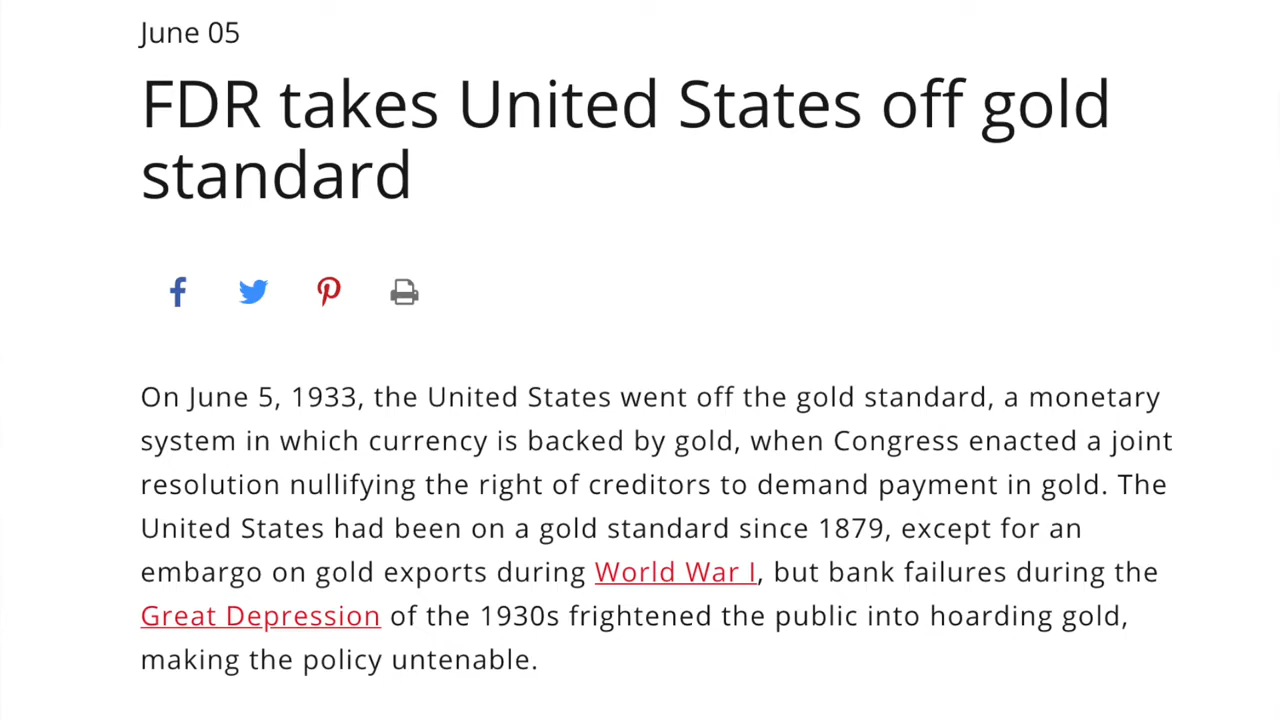 June 05
FDR takes United States off gold
standard
On June 5, 1933, the United States went off the gold standard, a monetary
system in which currency is backed by gold, when Congress enacted a joint
resolution nullifying the right of creditors to demand payment in gold. The
United States had been on a gold standard since 1879, except for an
embargo on gold exports during World War I, but bank failures during the
Great Depression of the 1930s frightened the public into hoarding gold,
making the policy untenable.